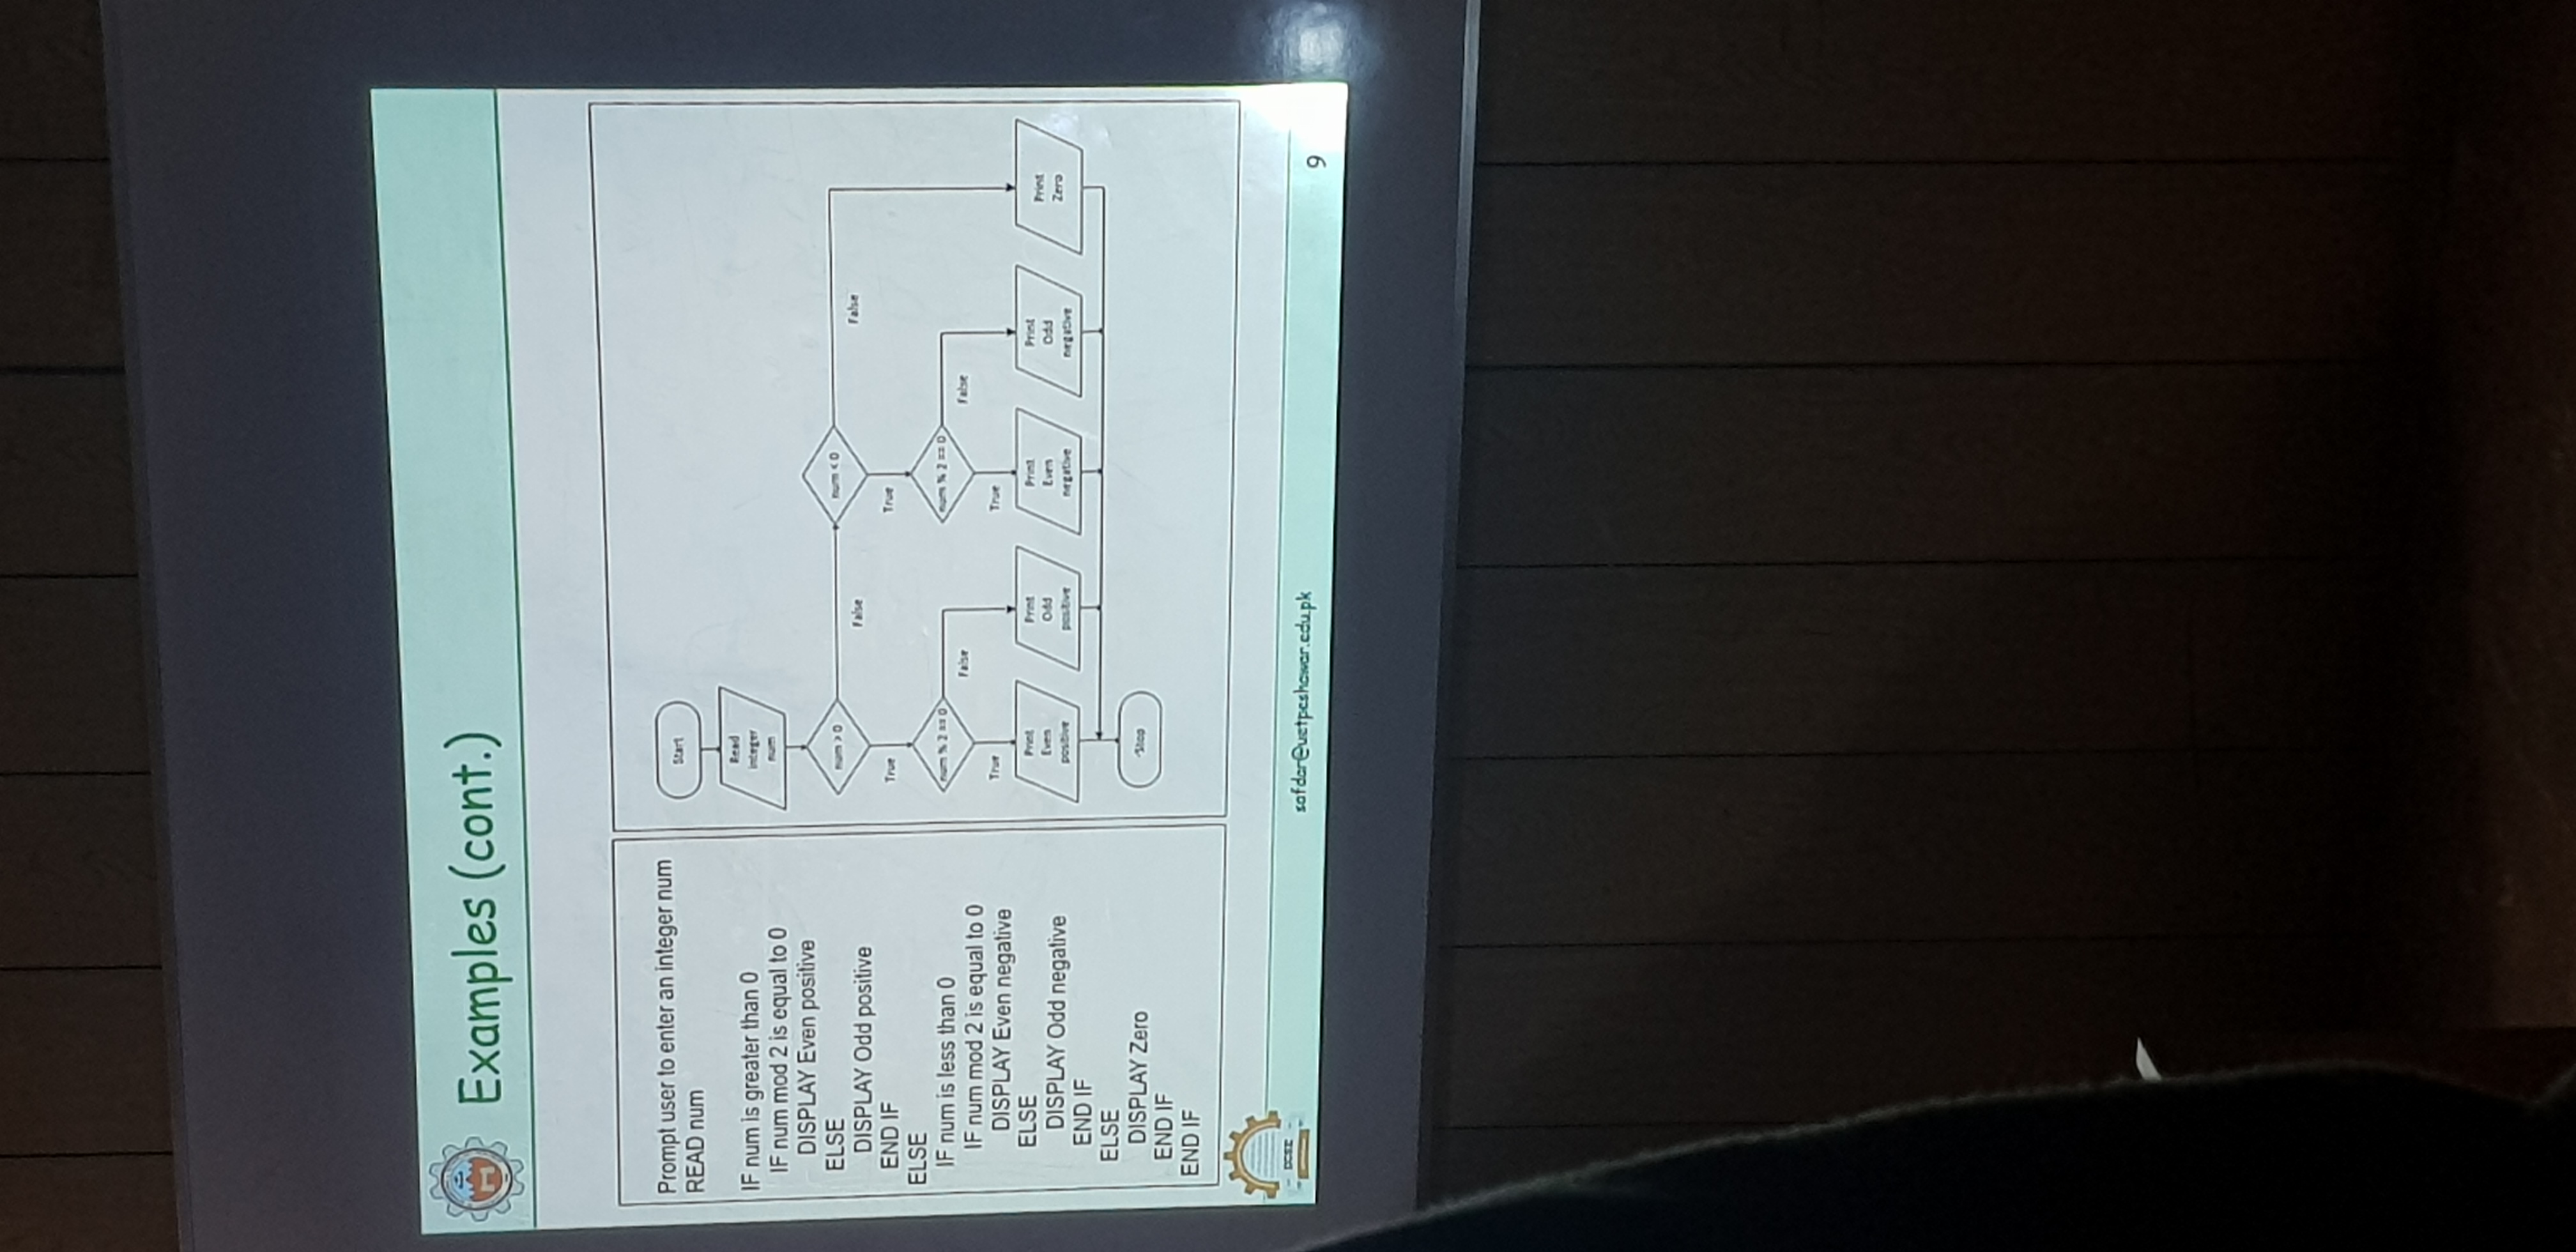 Examples (cont.)
Prompt user to enter an integer num
READ num
IF num is greater than 0
IF num mod 2 is equal to 0
DISPLAY Even positive
ELSE
DISPLAY Odd positive
END IF
ELSE
IF num is less than 0
IF num mod 2 is equal to 0
DISPLAY Even negative
ELSE
DISPLAY Odd negative
END IF
ELSE
DISPLAY Zero
END IF
END IF
Start
Read
integer
num
num > 0
False
True
num < 0
False
True
num % 2 == 0
False
True
num % 2 == 0
False
True
Print
Even
positive
Print
Odd
positive
Print
Even
negative
Print
Odd
negative
Print
Zero
Stop
DCSE
safdar@uetpeshawar.edu.pk
9